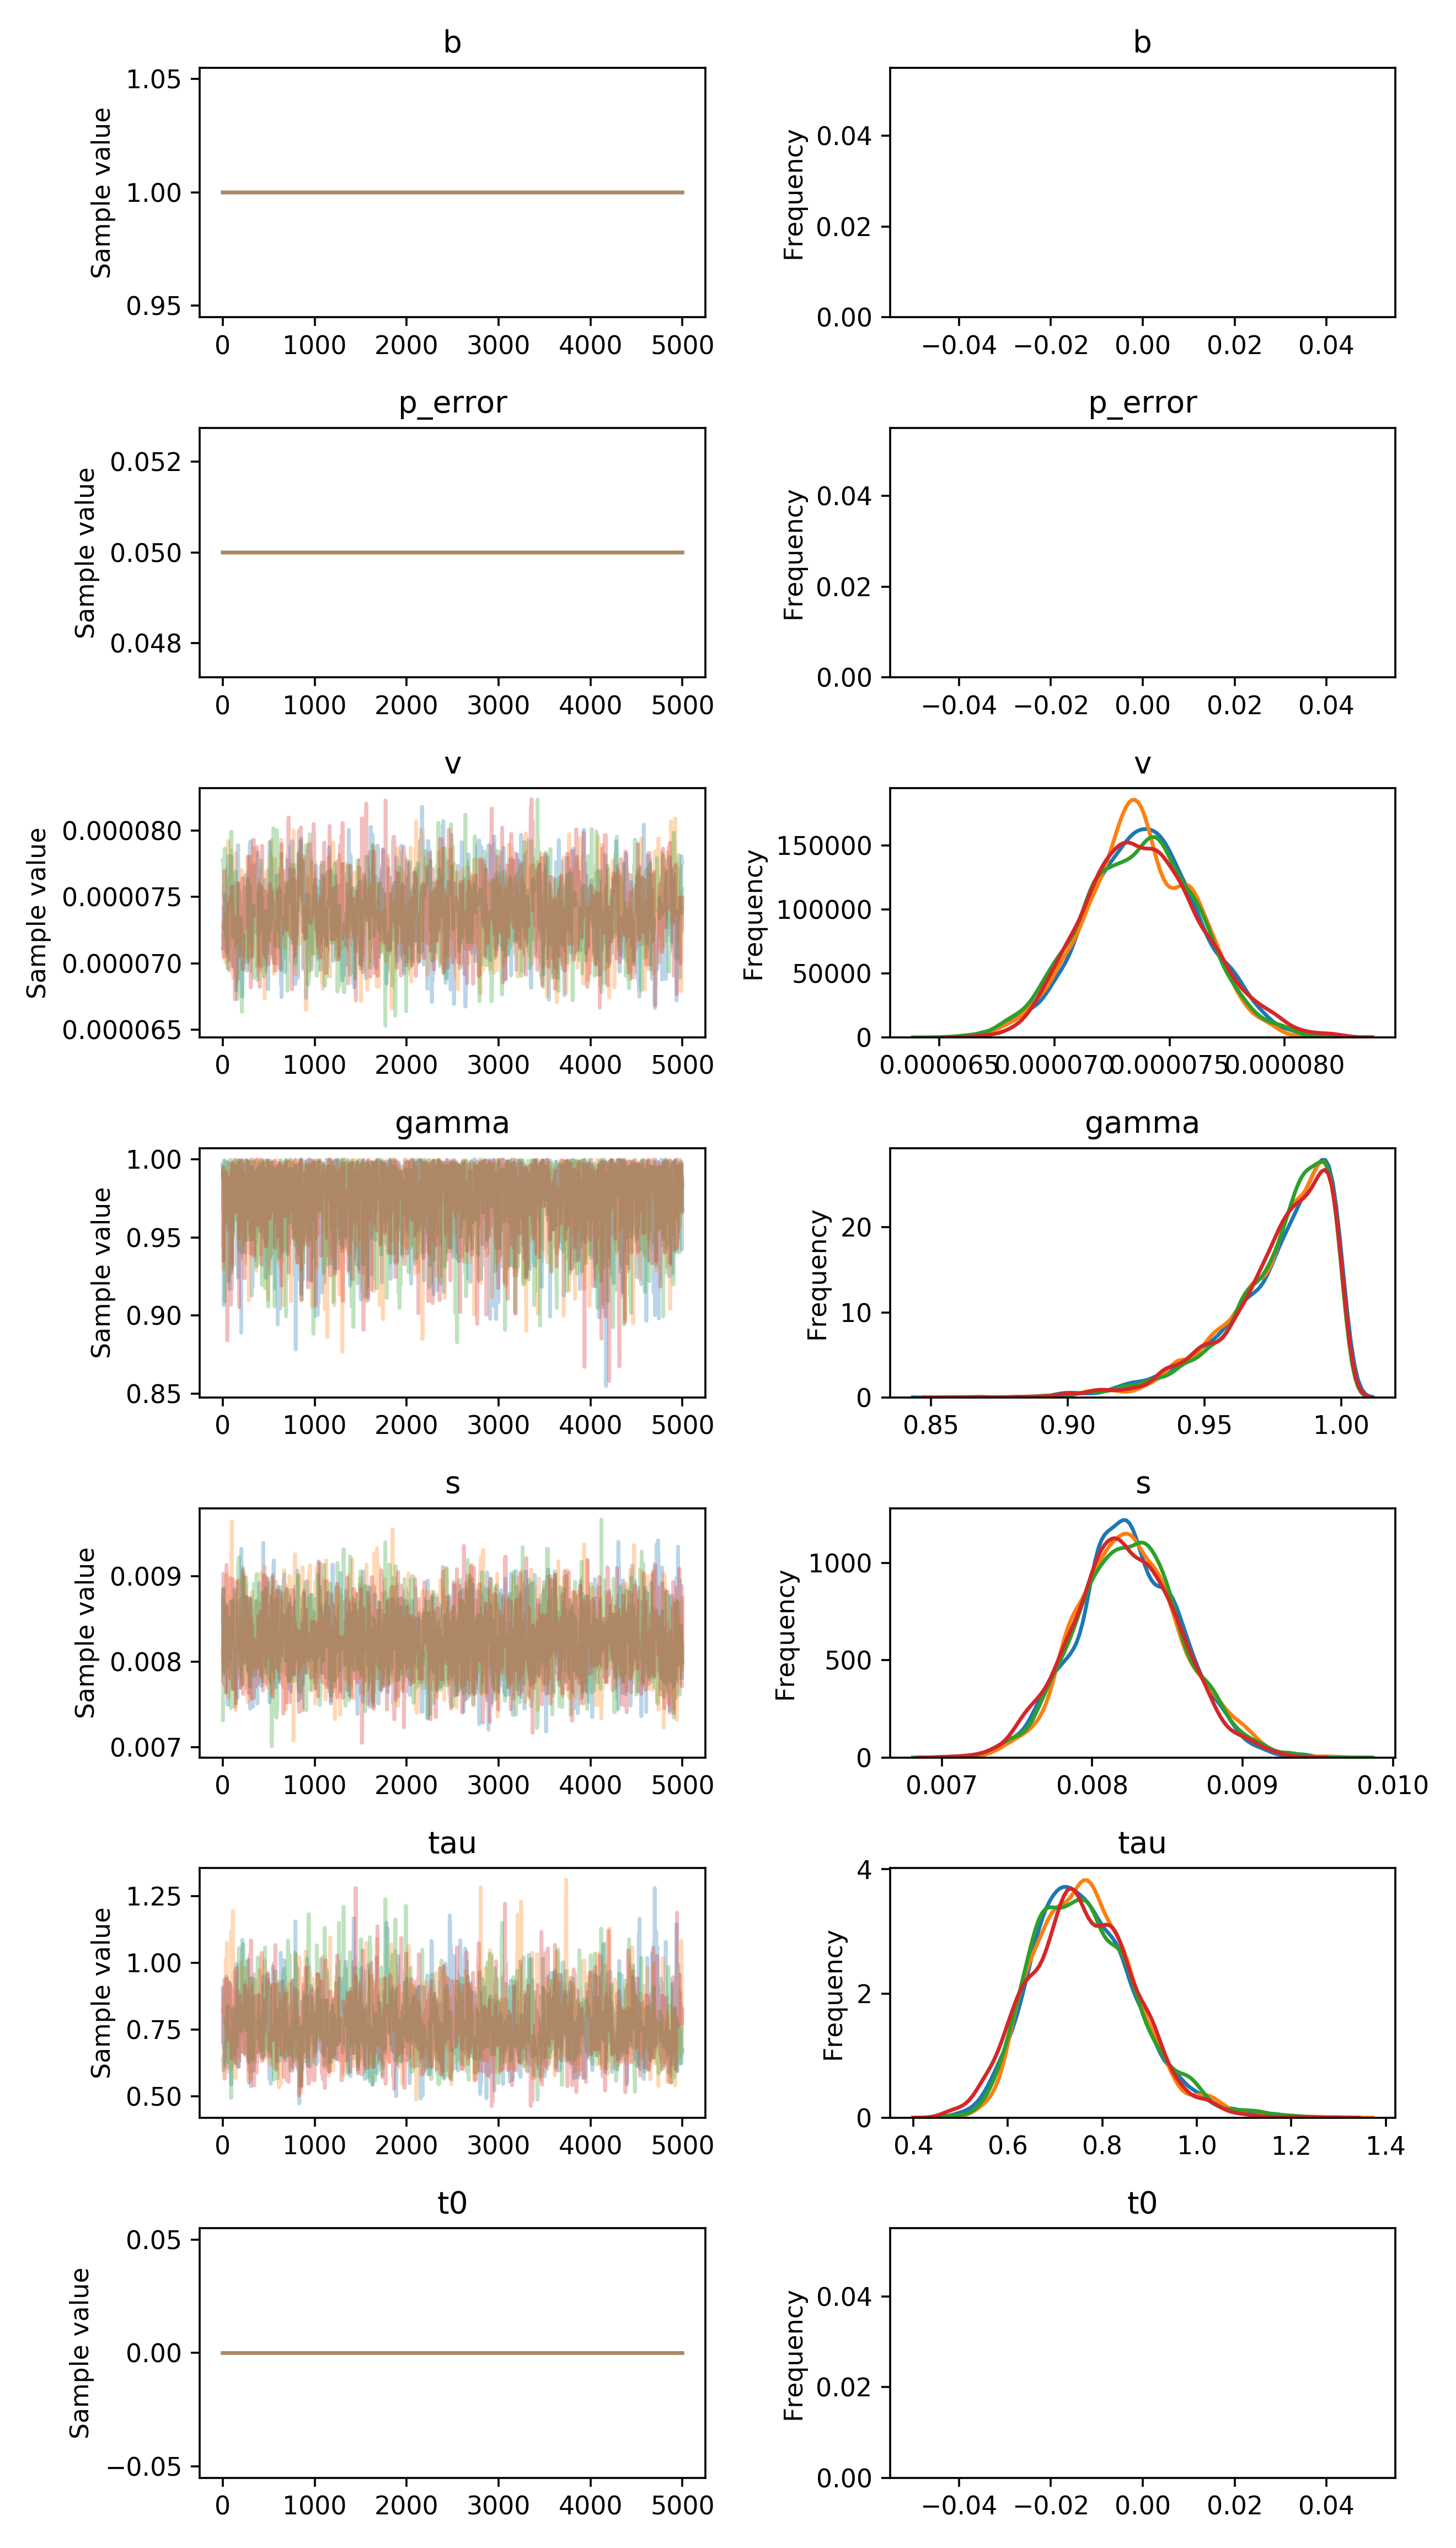 b
b
Sample value
1.05
1.00
0.95
0 1000 2000 3000 4000 5000
Frequency
0.04
0.02
0.00
−0.04 −0.02 0.00 0.02 0.04
p_error
p_error
Sample value
0.052
0.050
0.048
0 1000 2000 3000 4000 5000
Frequency
0.04
0.02
0.00
−0.04 −0.02 0.00 0.02 0.04
v
v
Sample value
0.000080
0.000075
0.000070
0.000065
0 1000 2000 3000 4000 5000
Frequency
150000
100000
50000
0
0.000065 0.000070 0.000075 0.000080
gamma
gamma
Sample value
1.00
0.95
0.90
0.85
0 1000 2000 3000 4000 5000
Frequency
20
10
0
0.85 0.90 0.95 1.00
s
s
Sample value
0.009
0.008
0.007
0 1000 2000 3000 4000 5000
Frequency
1000
500
0
0.007 0.008 0.009 0.010
tau
tau
Sample value
1.25
1.00
0.75
0.50
0 1000 2000 3000 4000 5000
Frequency
4
2
0
0.4 0.6 0.8 1.0 1.2 1.4
t0
t0
Sample value
0.05
0.00
−0.05
0 1000 2000 3000 4000 5000
Frequency
0.04
0.02
0.00
−0.04 −0.02 0.00 0.02 0.04